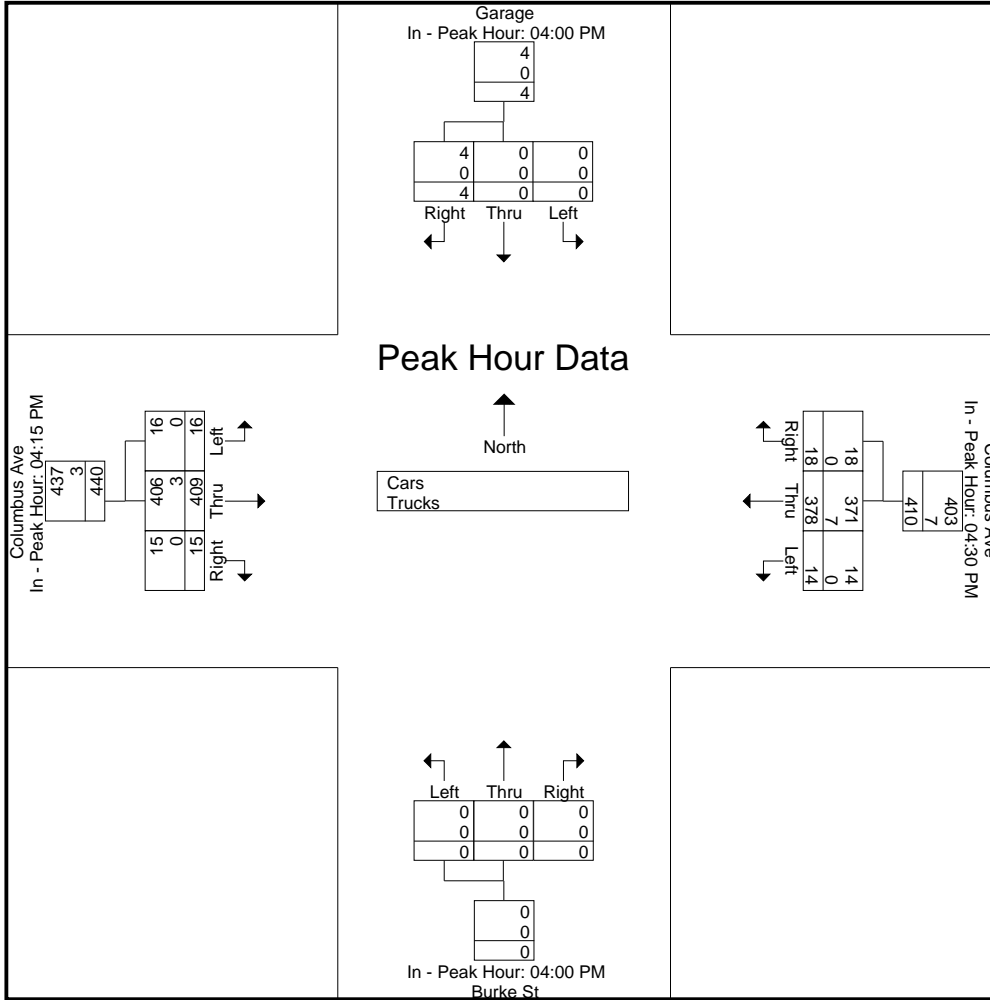 Garage
In - Peak Hour: 04:00 PM
4
0
4
4 0 0
0 0 0
4 0 0
Right Thru Left
Peak Hour Data
North
Cars
Trucks
Columbus Ave
In - Peak Hour: 04:15 PM
437
3
440
16 406 15
0 3 0
16 409 15
Left Thru Right
Columbus Ave
In - Peak Hour: 04:30 PM
403
7
410
18 371 14
0 7 0
18 378 14
Right Thru Left
Left Thru Right
0 0 0
0 0 0
0 0 0
0
0
0
In - Peak Hour: 04:00 PM
Burke St